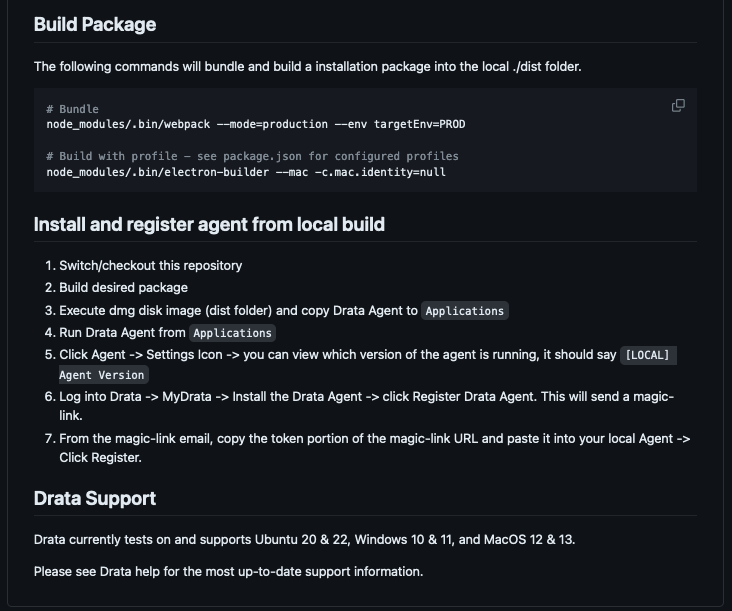 Build Package
The following commands will bundle and build a installation package into the local ./dist folder.
# Bundle
node_modules/.bin/webpack --mode=production --env targetEnv=PROD
# Build with profile – see package.json for configured profiles
node_modules/.bin/electron-builder --mac -c.mac.identity=null
Install and register agent from local build
1. Switch/checkout this repository
2. Build desired package
3. Execute dmg disk image (dist folder) and copy Drata Agent to Applications
4. Run Drata Agent from Applications
5. Click Agent -> Settings Icon -> you can view which version of the agent is running, it should say [LOCAL]
Agent Version
6. Log into Drata -> MyData -> Install the Drata Agent -> click Register Drata Agent. This will send a magic-
link.
7. From the magic-link email, copy the token portion of the magic-link URL and paste it into your local Agent ->
Click Register.
Drata Support
Drata currently tests on and supports Ubuntu 20 & 22, Windows 10 & 11, and MacOS 12 & 13.
Please see Drata help for the most up-to-date support information.